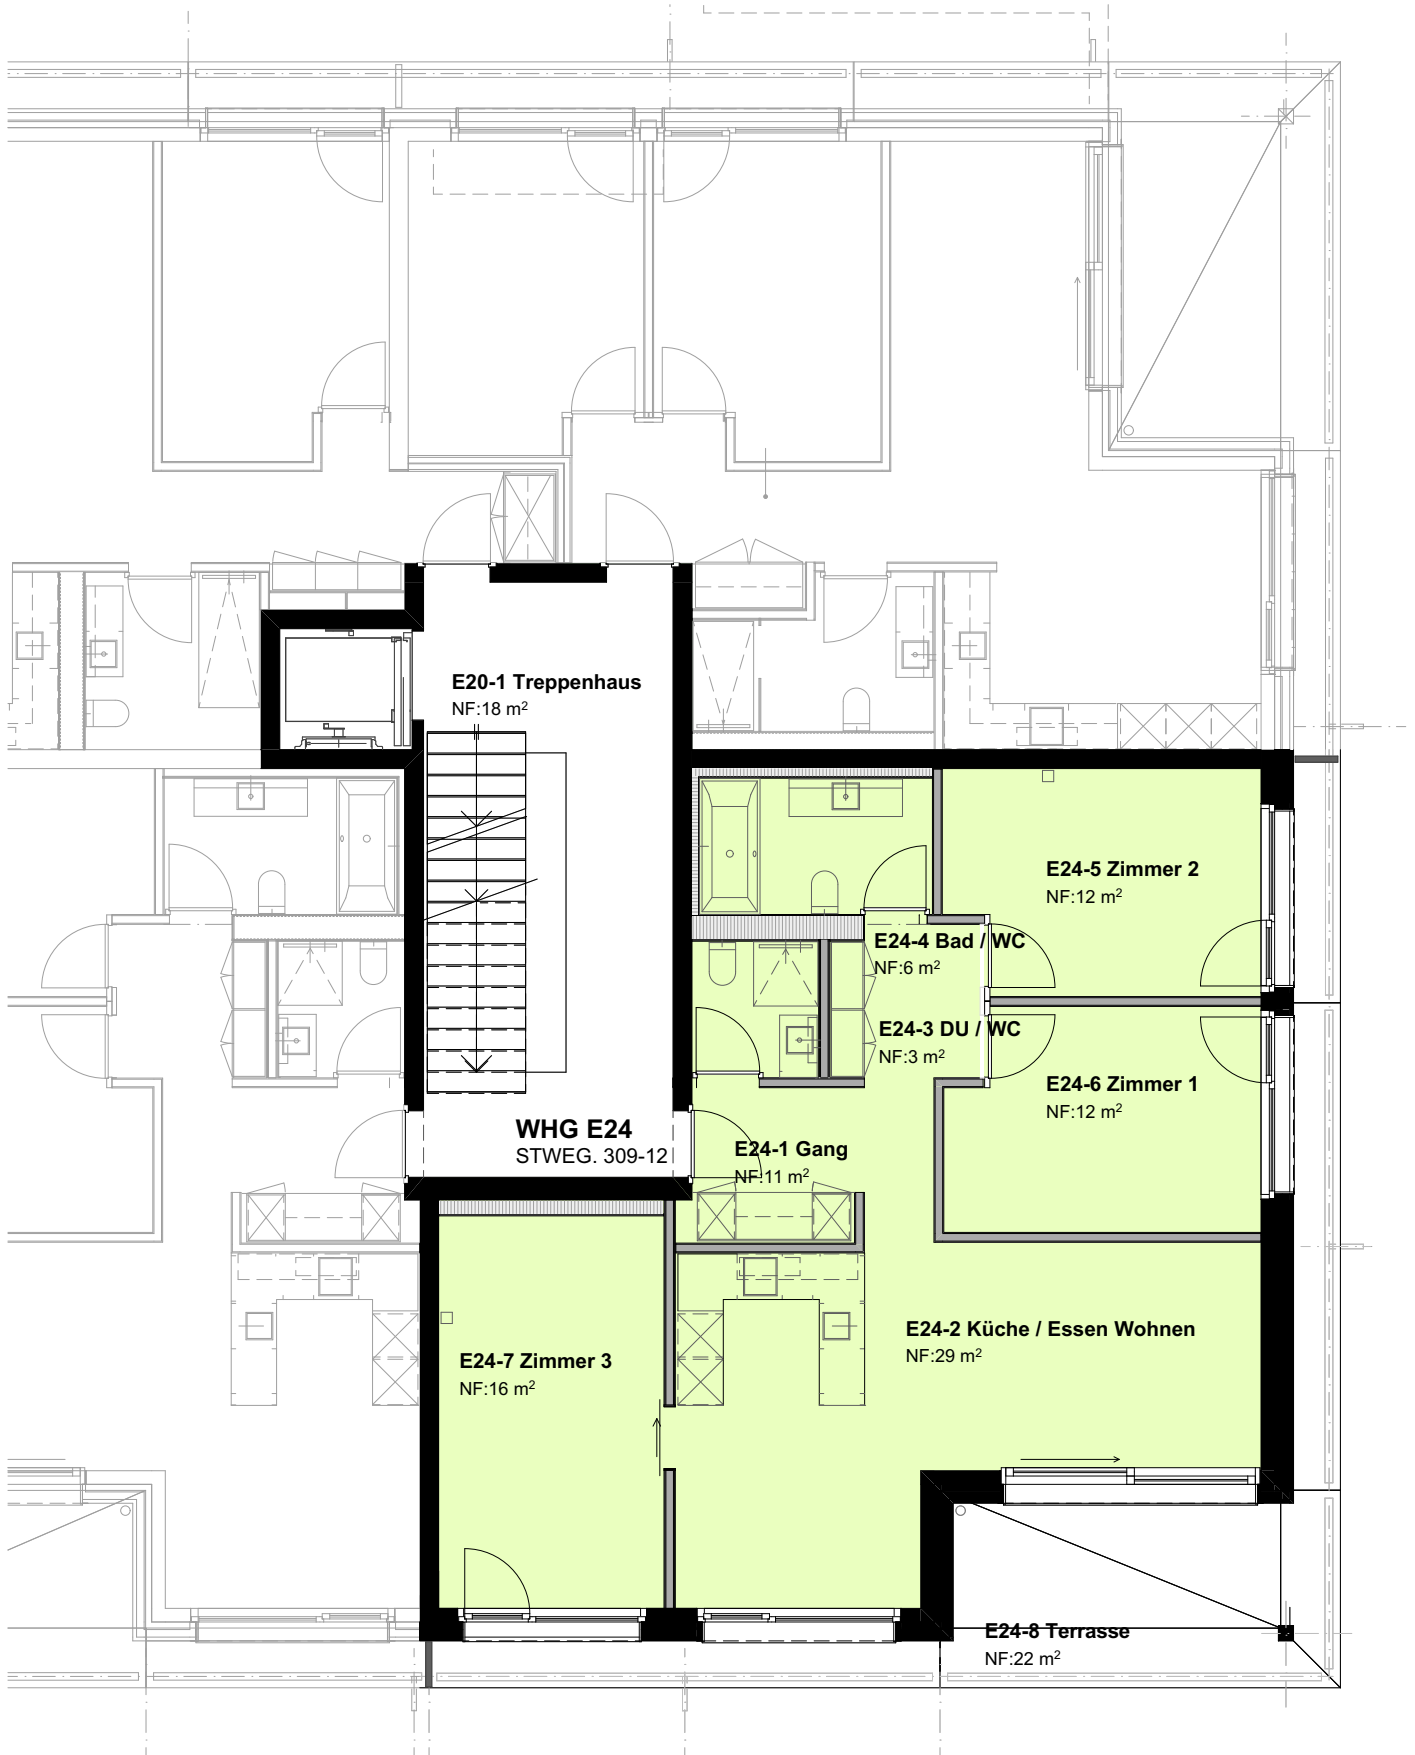 E20-1 Treppenhaus
NF:18 m²
E24-5 Zimmer 2
NF:12 m²
E24-4 Bad / WC
NF:6 m²
E24-3 DU / WC
NF:3 m²
E24-6 Zimmer 1
NF:12 m²
WHG E24
STWEG. 309-12
E24-1 Gang
NF:11 m²
E24-2 Küche / Essen Wohnen
NF:29 m²
E24-7 Zimmer 3
NF:16 m²
E24-8 Terrasse
NF:22 m²